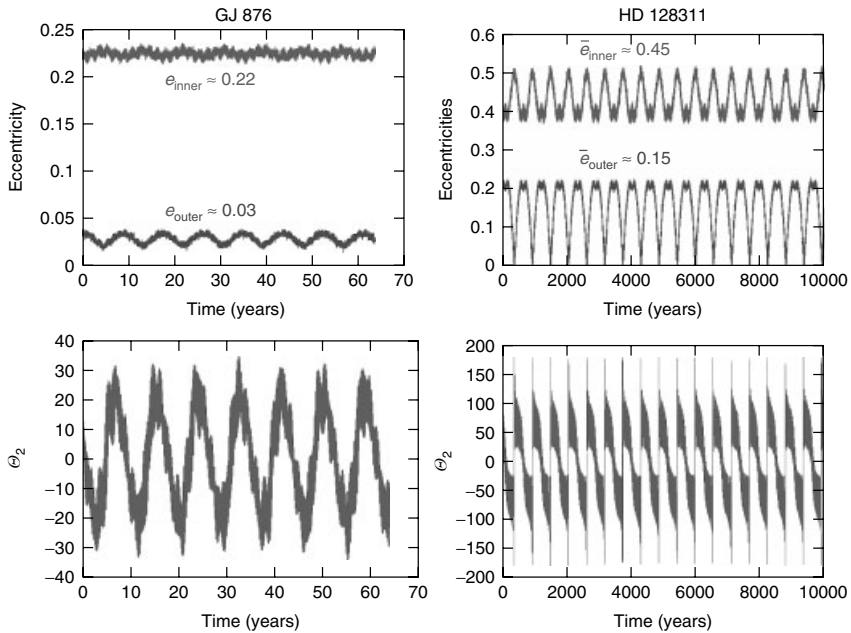 GJ 876
0.25
0.2
0.15
0.1
0.05
0
Eccentricity
e_inner ≈ 0.22
e_outer ≈ 0.03
0 10 20 30 40 50 60 70
Time (years)
HD 128311
0.6
0.5
0.4
0.3
0.2
0.1
0
Eccentricities
ē_inner ≈ 0.45
ē_outer ≈ 0.15
0 2000 4000 6000 8000 10000
Time (years)
40
30
20
10
0
−10
−20
−30
−40
Θ₂
0 10 20 30 40 50 60 70
Time (years)
200
150
100
50
0
−50
−100
−150
−200
Θ₂
0 2000 4000 6000 8000 10000
Time (years)